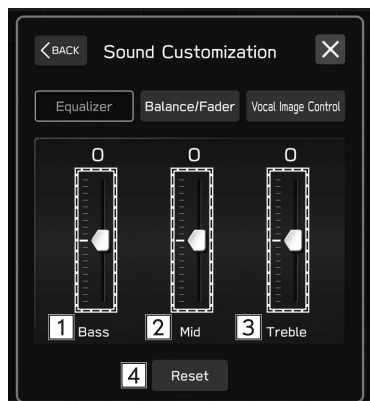 BACK Sound Customization X
Equalizer Balance/Fader Vocal Image Control
0 0 0
1 Bass 2 Mid 3 Treble
4 Reset